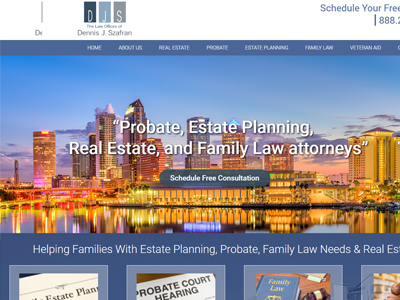 Schedule Your Free
De
DJS
The Law Offices of
Dennis J. Szafran
888.2
HOME ABOUT US REAL ESTATE PROBATE ESTATE PLANNING FAMILY LAW VETERAN AID
“Probate, Estate Planning,
Real Estate, and Family Law attorneys”
Schedule Free Consultation
Helping Families With Estate Planning, Probate, Family Law Needs & Real Est
Estate Plann
PROBATE COURT
HEARING
Family
Law